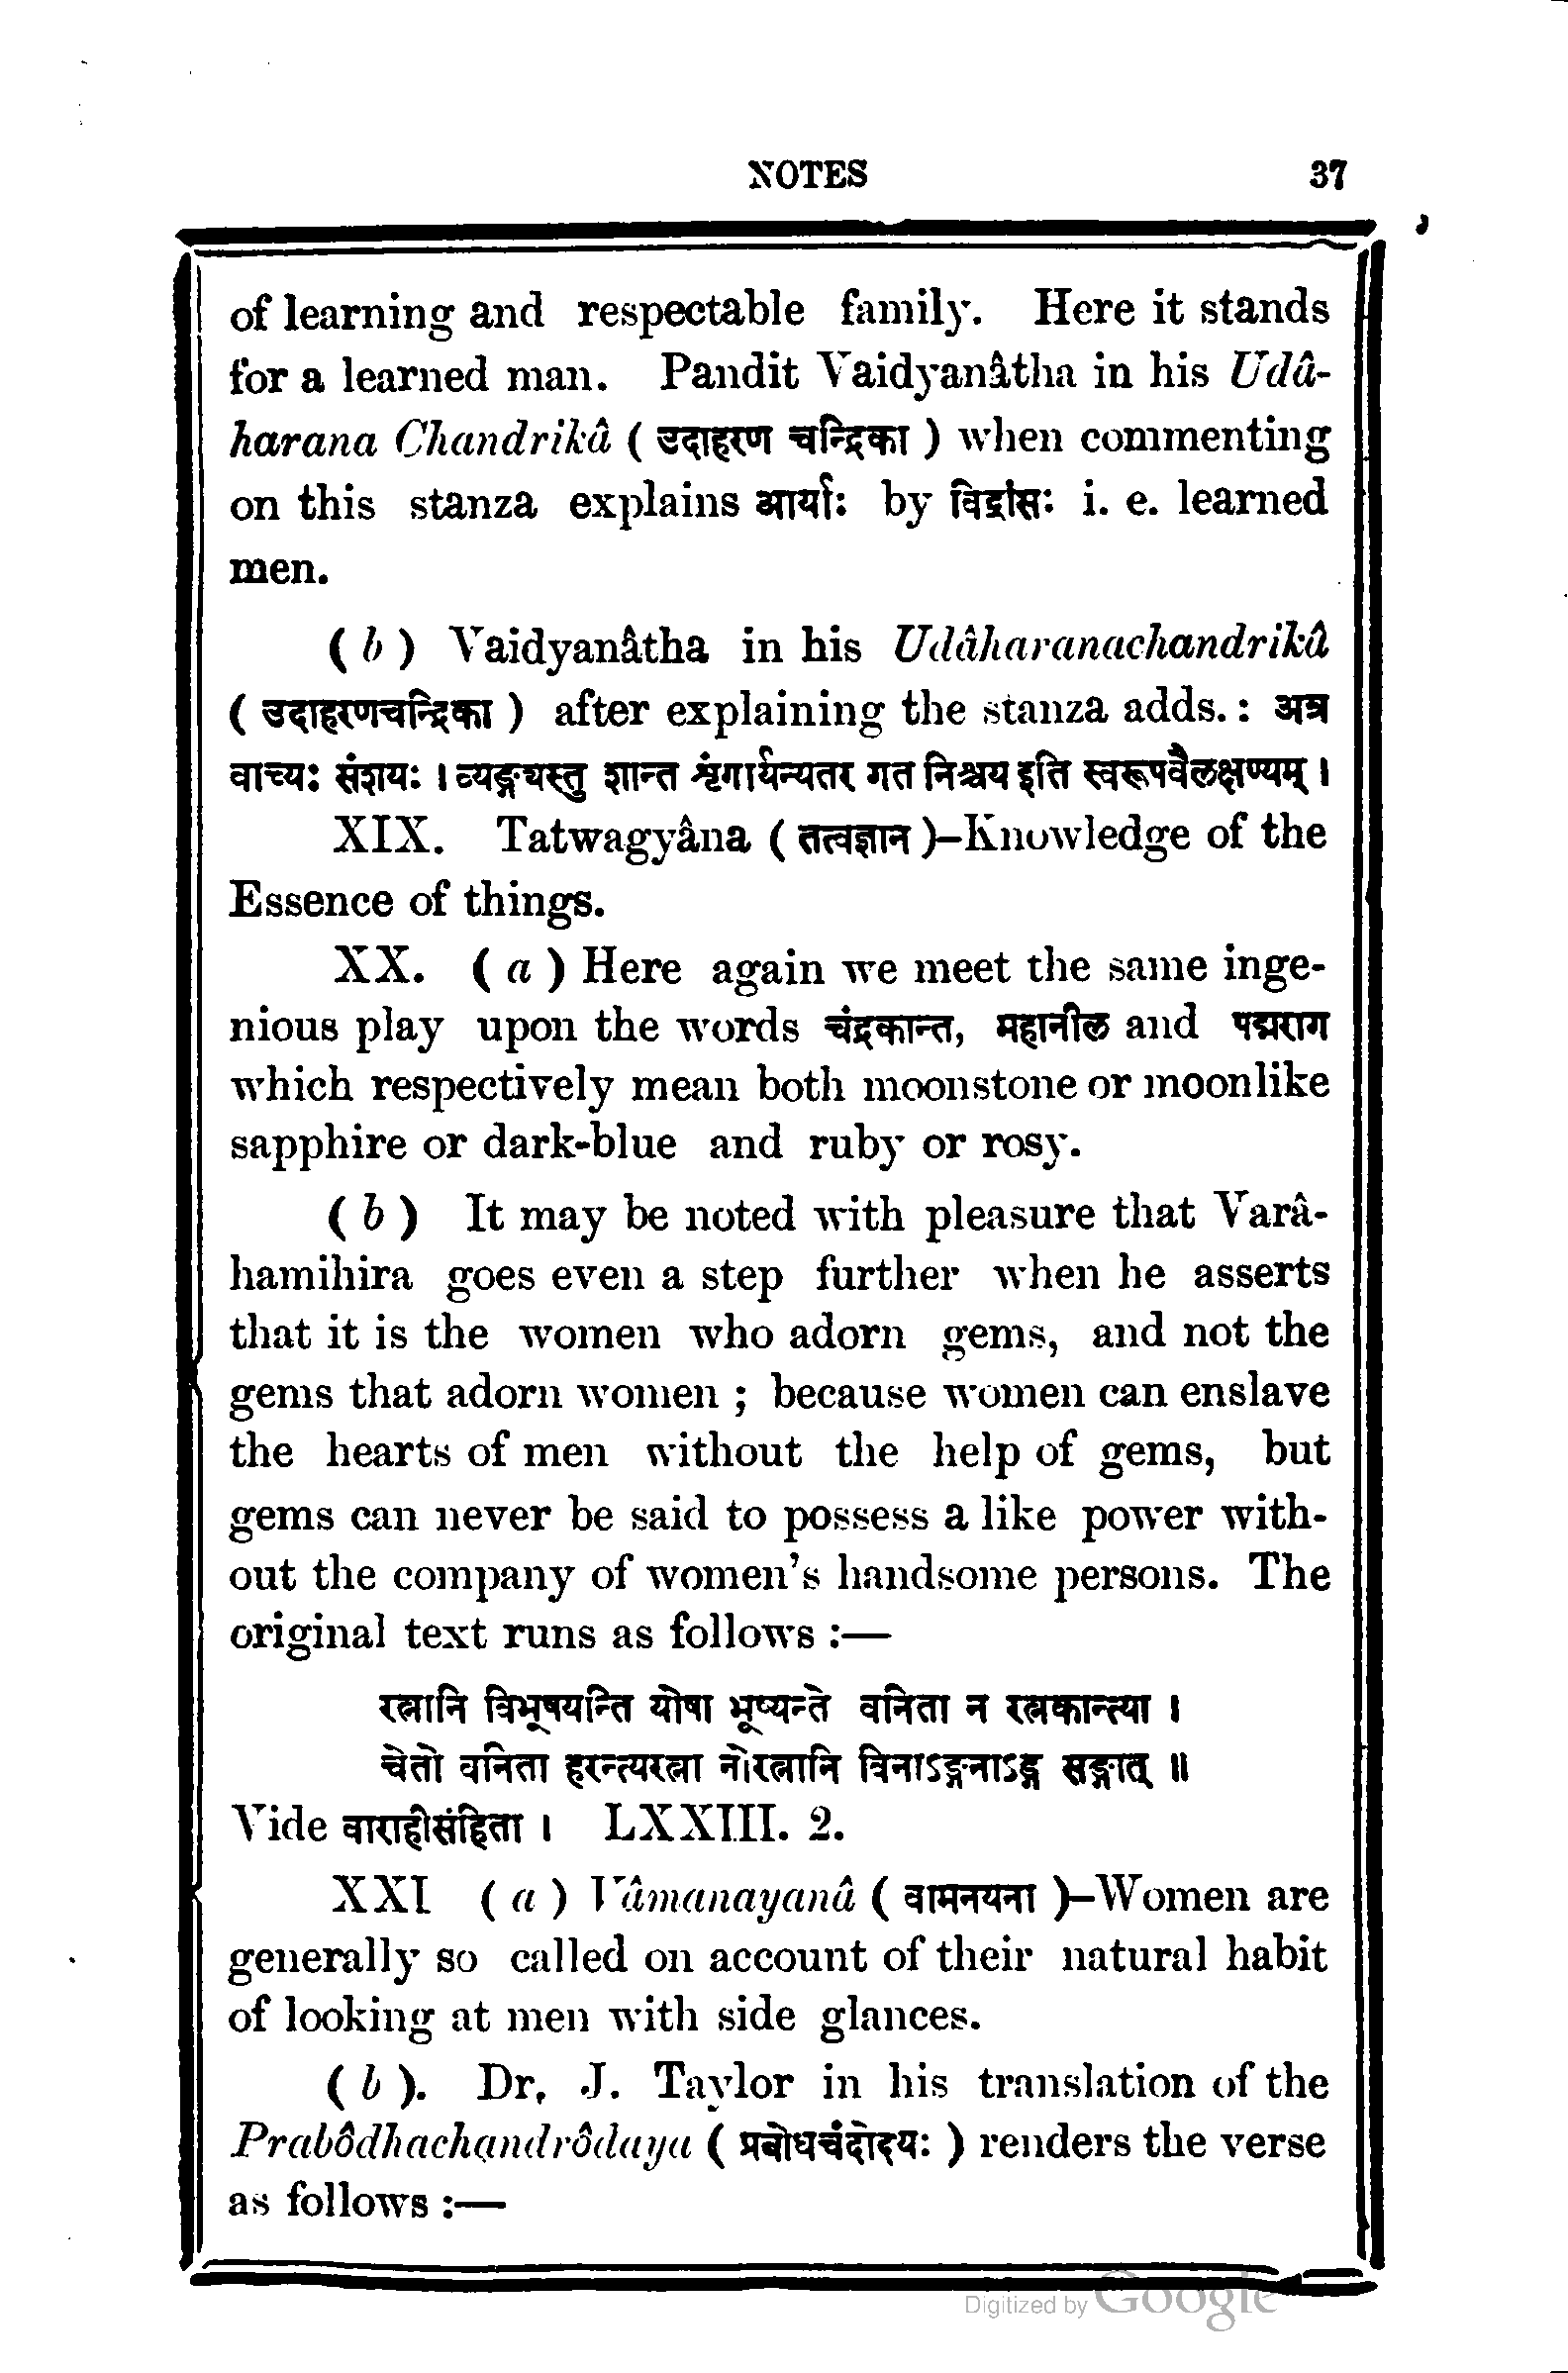 NOTES 37
of learning and respectable family. Here it stands
for a learned man. Pandit Vaidyanâtha in his Udâ-
harana Chandrikâ ( उदाहरण चन्द्रिका ) when commenting
on this stanza explains आर्याः by विद्वांसः i. e. learned
men.
( b ) Vaidyanâtha in his Udâharanachandrikâ
( उदाहरणचन्द्रिका ) after explaining the stanza adds. : अत्र
वाच्यः संशयः । व्यङ्ग्यस्तु शान्त शृंगार्यन्यतर गत निश्चय इति स्वरूपवैलक्षण्यम् ।
XIX. Tatwagyâna ( तत्वज्ञान )–Knowledge of the
Essence of things.
XX. ( a ) Here again we meet the same inge-
nious play upon the words चंद्रकान्त, महानील and पद्मराग
which respectively mean both moonstone or moonlike
sapphire or dark-blue and ruby or rosy.
( b ) It may be noted with pleasure that Varâ-
hamihira goes even a step further when he asserts
that it is the women who adorn gems, and not the
gems that adorn women ; because women can enslave
the hearts of men without the help of gems, but
gems can never be said to possess a like power with-
out the company of women's handsome persons. The
original text runs as follows :—
रत्नानि विभूषयन्ति योषा भूष्यन्ते वनिता न रत्नकान्त्या ।
चेतो वनिता हरन्त्यरत्ना नोरत्नानि विनाऽङ्गनाऽङ्ग सङ्गात् ॥
Vide वाराहीसंहिता । LXXIII. 2.
XXI ( a ) Vâmanayanâ ( वामनयना )–Women are
generally so called on account of their natural habit
of looking at men with side glances.
( b ). Dr. J. Taylor in his translation of the
Prabôdhachandrôdaya ( प्रबोधचंद्रोदयः ) renders the verse
as follows :—
Digitized by Google